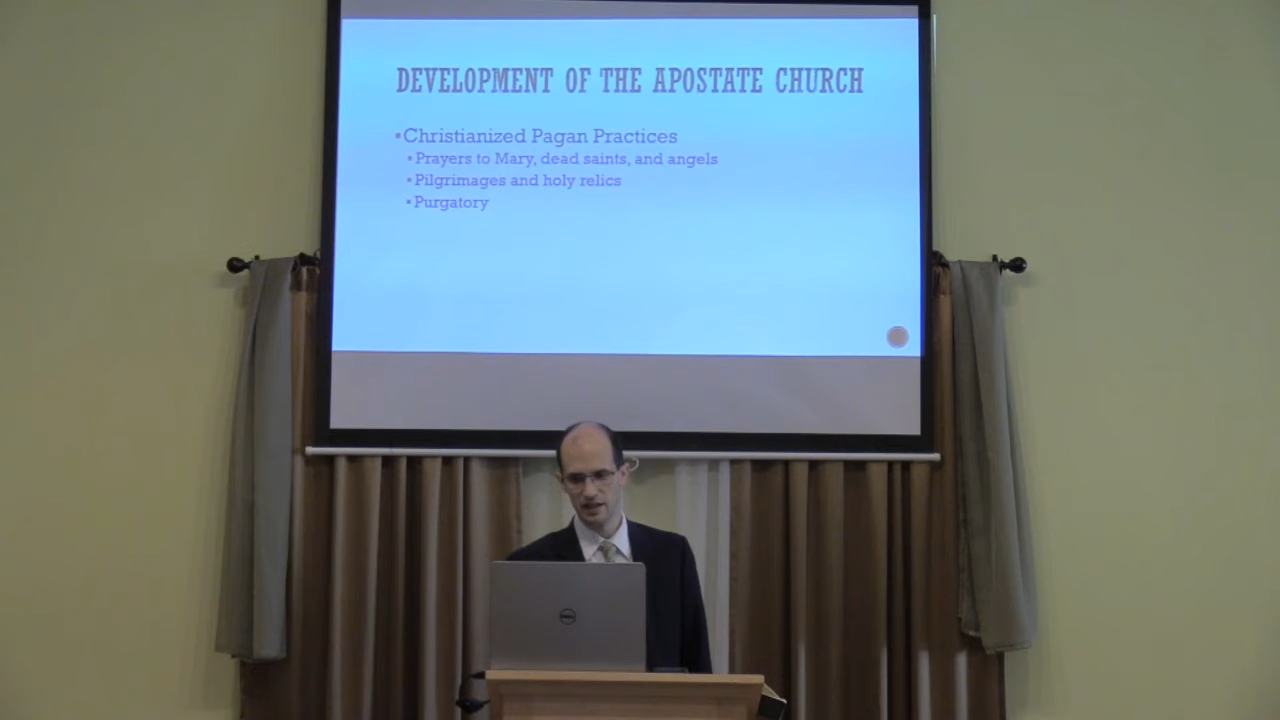 DEVELOPMENT OF THE APOSTATE CHURCH
▪Christianized Pagan Practices
▪Prayers to Mary, dead saints, and angels
▪Pilgrimages and holy relics
▪Purgatory
DELL